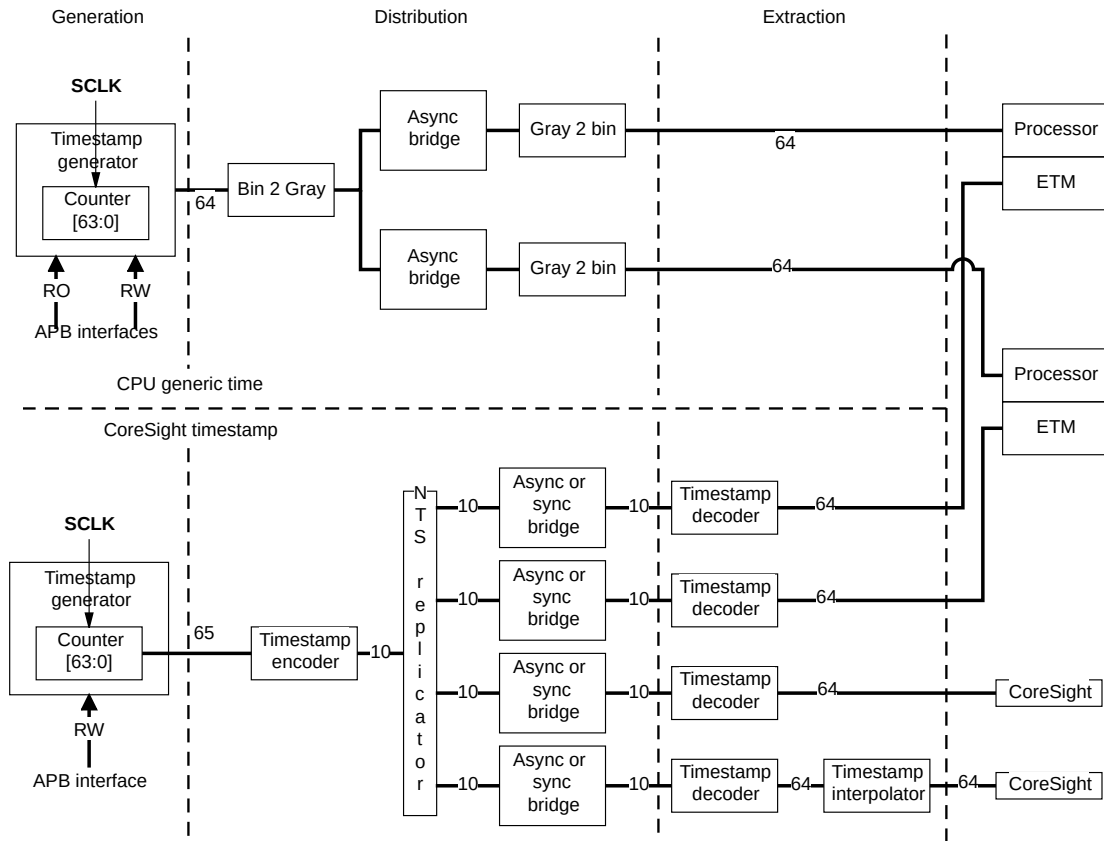 Generation
Distribution
Extraction
SCLK
Timestamp
generator
Counter
[63:0]
RO
RW
APB interfaces
64
Bin 2 Gray
Async
bridge
Gray 2 bin
64
Processor
ETM
Async
bridge
Gray 2 bin
64
Processor
ETM
CPU generic time
CoreSight timestamp
SCLK
Timestamp
generator
Counter
[63:0]
RW
APB interface
65
Timestamp
encoder
10
NTS replicator
10
Async or
sync
bridge
10
Timestamp
decoder
64
10
Async or
sync
bridge
10
Timestamp
decoder
64
10
Async or
sync
bridge
10
Timestamp
decoder
64
CoreSight
10
Async or
sync
bridge
10
Timestamp
decoder
64
Timestamp
interpolator
64
CoreSight